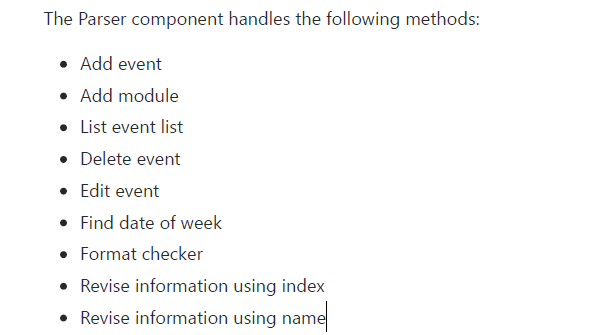 The Parser component handles the following methods:
• Add event
• Add module
• List event list
• Delete event
• Edit event
• Find date of week
• Format checker
• Revise information using index
• Revise information using name